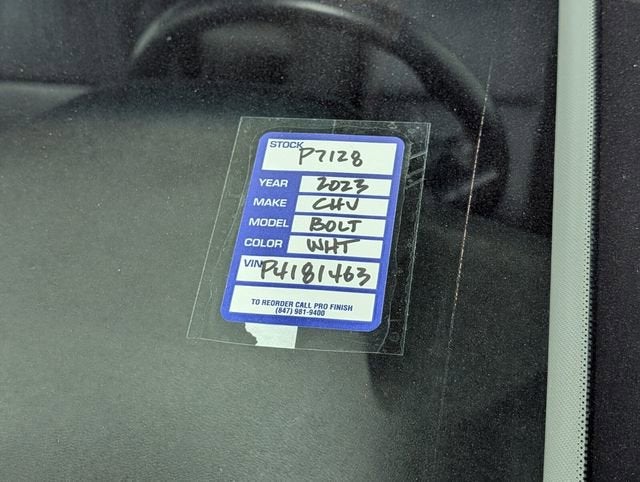 STOCK P7128
YEAR 2023
MAKE CHV
MODEL BOLT
COLOR WHT
VIN P4181463
TO REORDER CALL PRO FINISH
(847) 981-9400